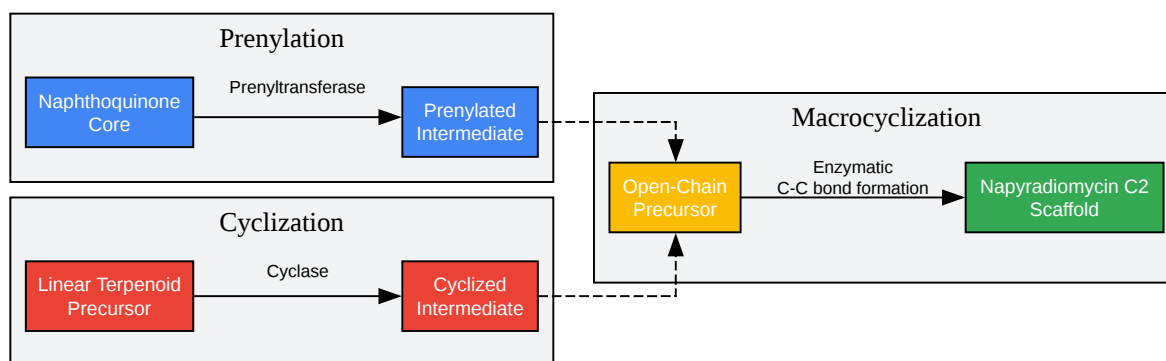 Prenylation
Naphthoquinone
Core
Prenyltransferase
Prenylated
Intermediate
Cyclization
Linear Terpenoid
Precursor
Cyclase
Cyclized
Intermediate
Macrocyclization
Open-Chain
Precursor
Enzymatic
C-C bond formation
Napyradiomycin C2
Scaffold